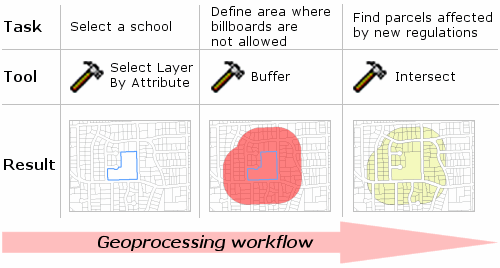 Task
Select a school
Define area where
billboards are
not allowed
Find parcels affected
by new regulations
Tool
Select Layer
By Attribute
Buffer
Intersect
Result
Geoprocessing workflow